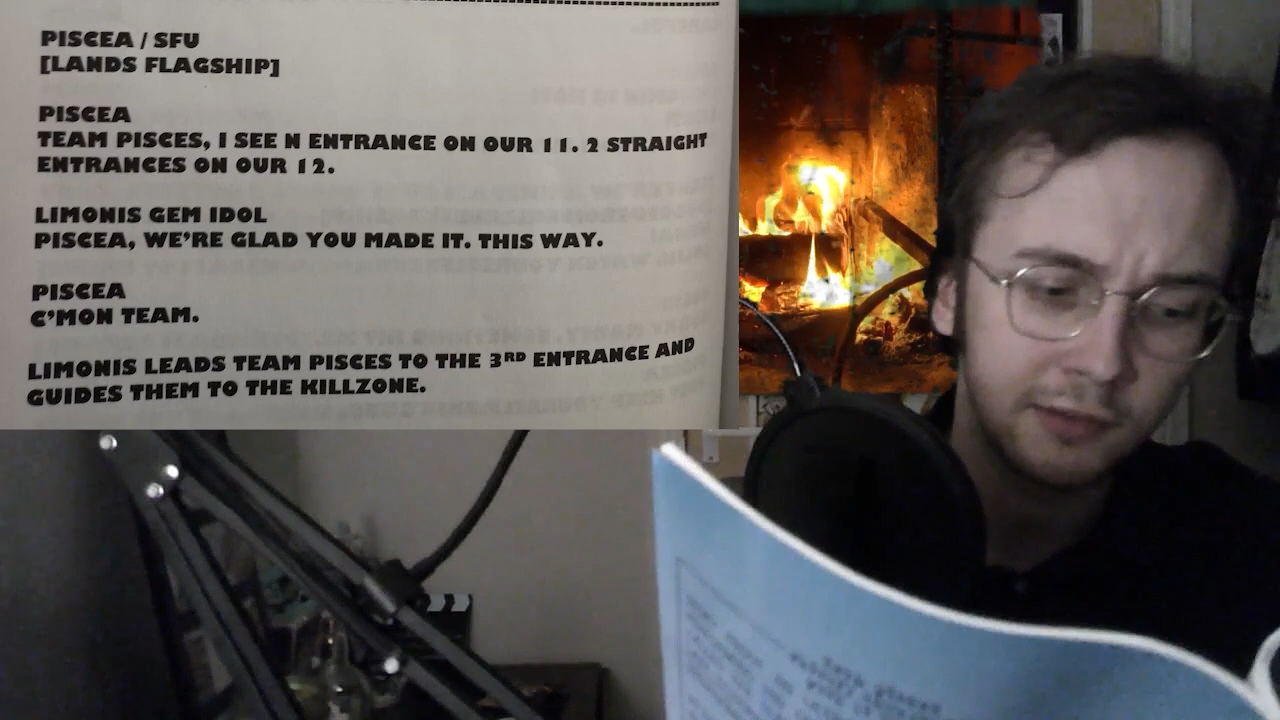 PISCEA / SFU
[LANDS FLAGSHIP]
PISCEA
TEAM PISCES, I SEE N ENTRANCE ON OUR 11. 2 STRAIGHT
ENTRANCES ON OUR 12.
LIMONIS GEM IDOL
PISCEA, WE'RE GLAD YOU MADE IT. THIS WAY.
PISCEA
C'MON TEAM.
LIMONIS LEADS TEAM PISCES TO THE 3RD ENTRANCE AND
GUIDES THEM TO THE KILLZONE.